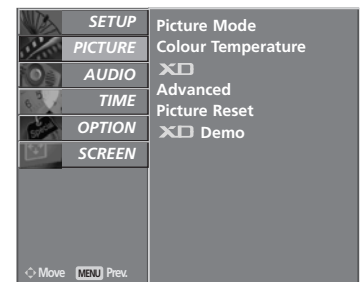 SETUP
PICTURE
AUDIO
TIME
OPTION
SCREEN
Move MENU Prev.
Picture Mode
Colour Temperature
XD
Advanced
Picture Reset
XD Demo